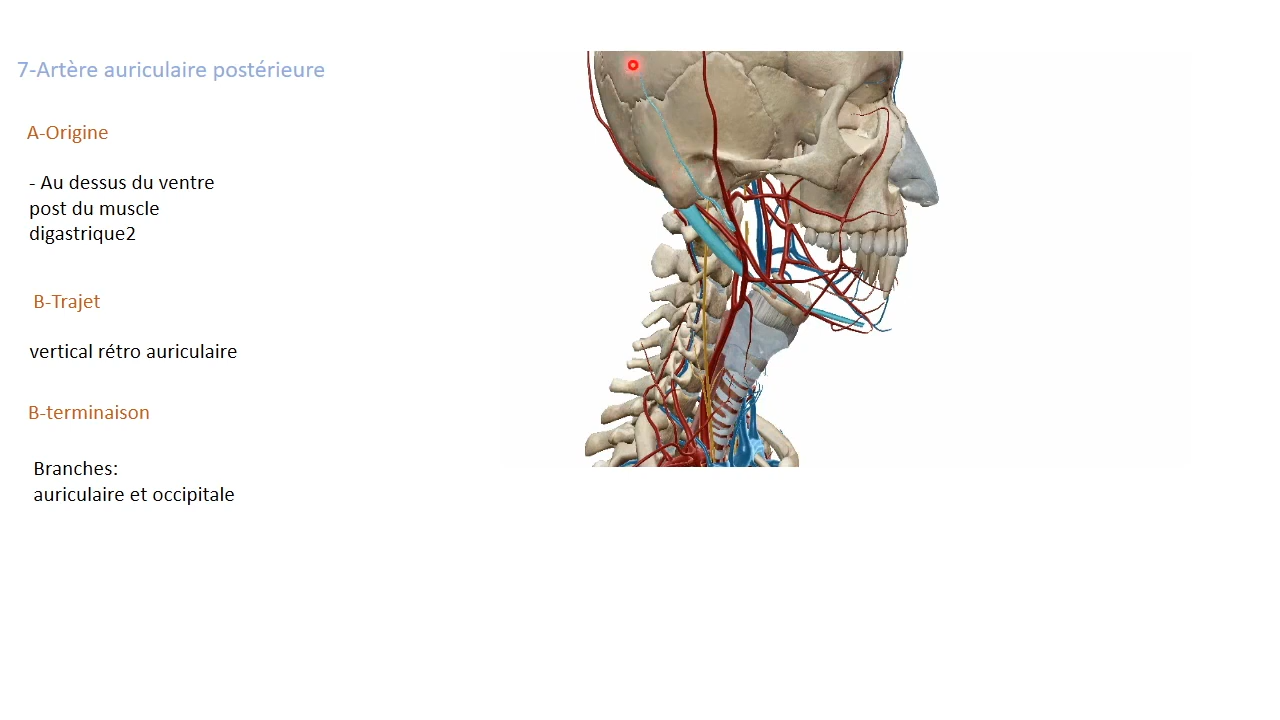 7-Artère auriculaire postérieure
A-Origine
- Au dessus du ventre
post du muscle
digastrique2
B-Trajet
vertical rétro auriculaire
B-terminaison
Branches:
auriculaire et occipitale